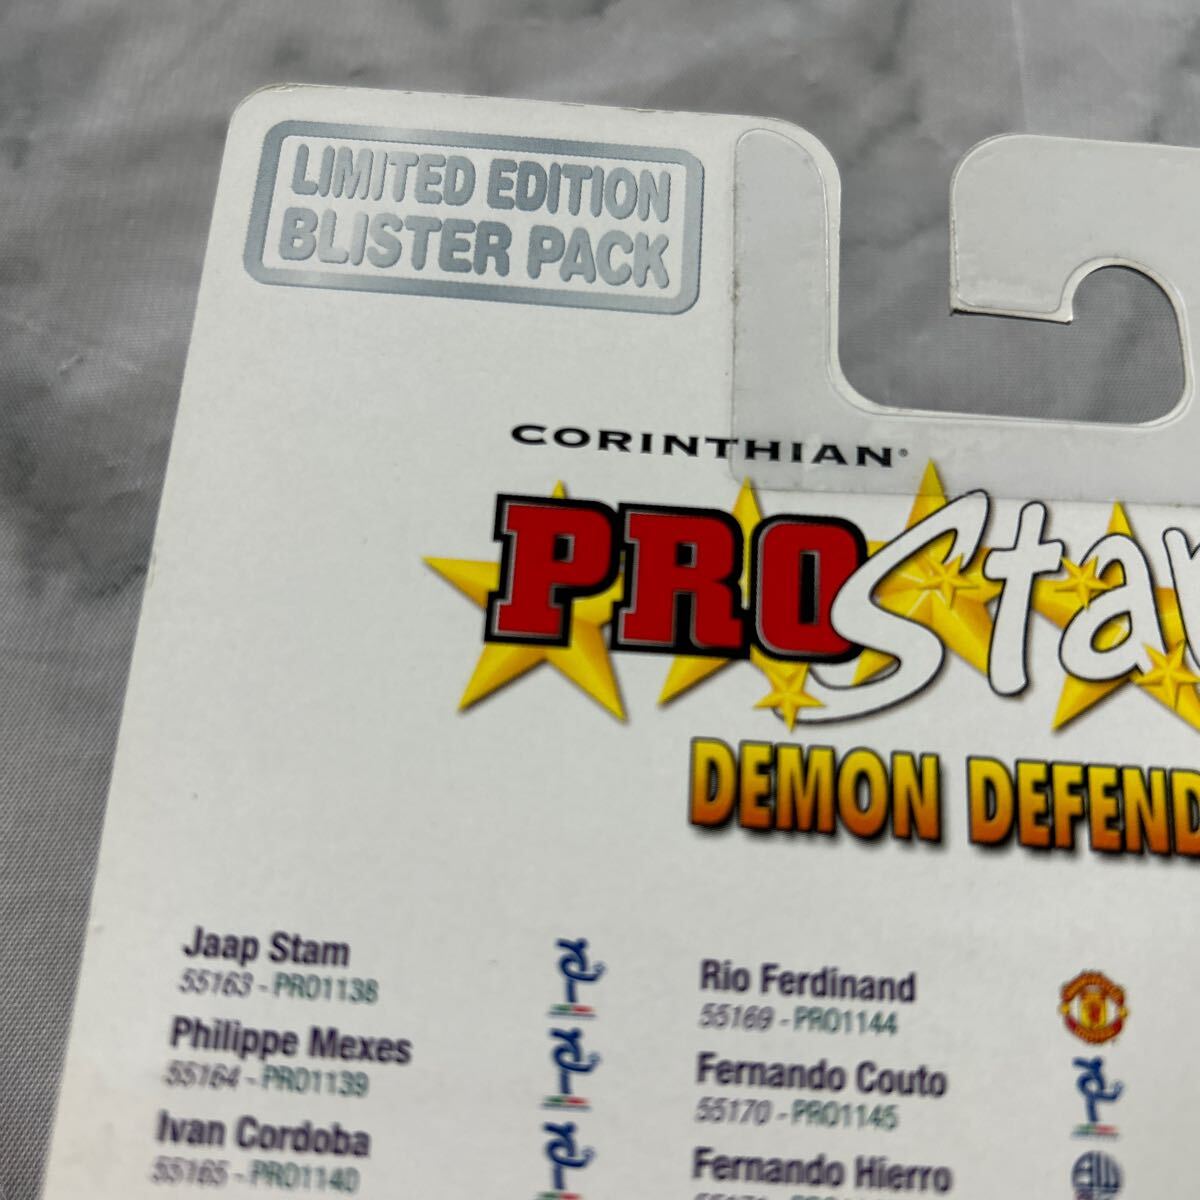 LIMITED EDITION
BLISTER PACK
CORINTHIAN
PROStar
DEMON DEFEND
Jaap Stam
55163 - PRO1138
Philippe Mexes
55164 - PRO1139
Ivan Cordoba
55165 - PRO1140
Rio Ferdinand
55169 - PRO1144
Fernando Couto
55170 - PRO1145
Fernando Hierro